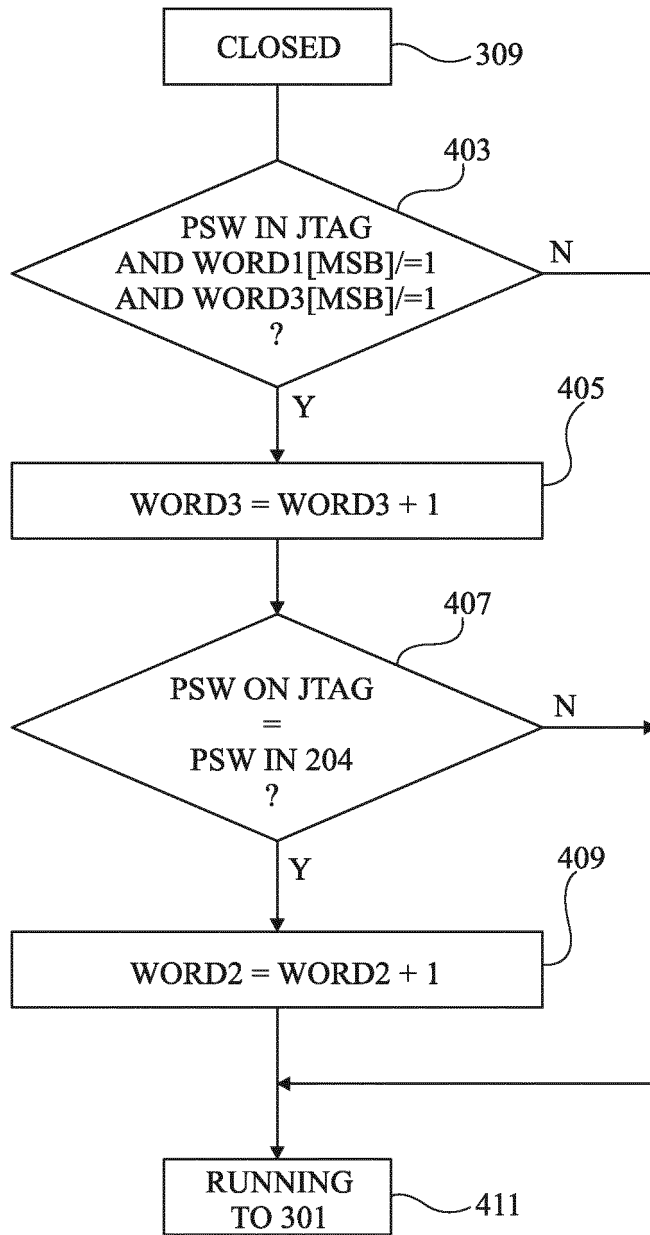 CLOSED
309
403
PSW IN JTAG
AND WORD1[MSB]/=1
AND WORD3[MSB]/=1
?
N
Y
405
WORD3 = WORD3 + 1
407
PSW ON JTAG
=
PSW IN 204
?
N
Y
409
WORD2 = WORD2 + 1
RUNNING
TO 301
411